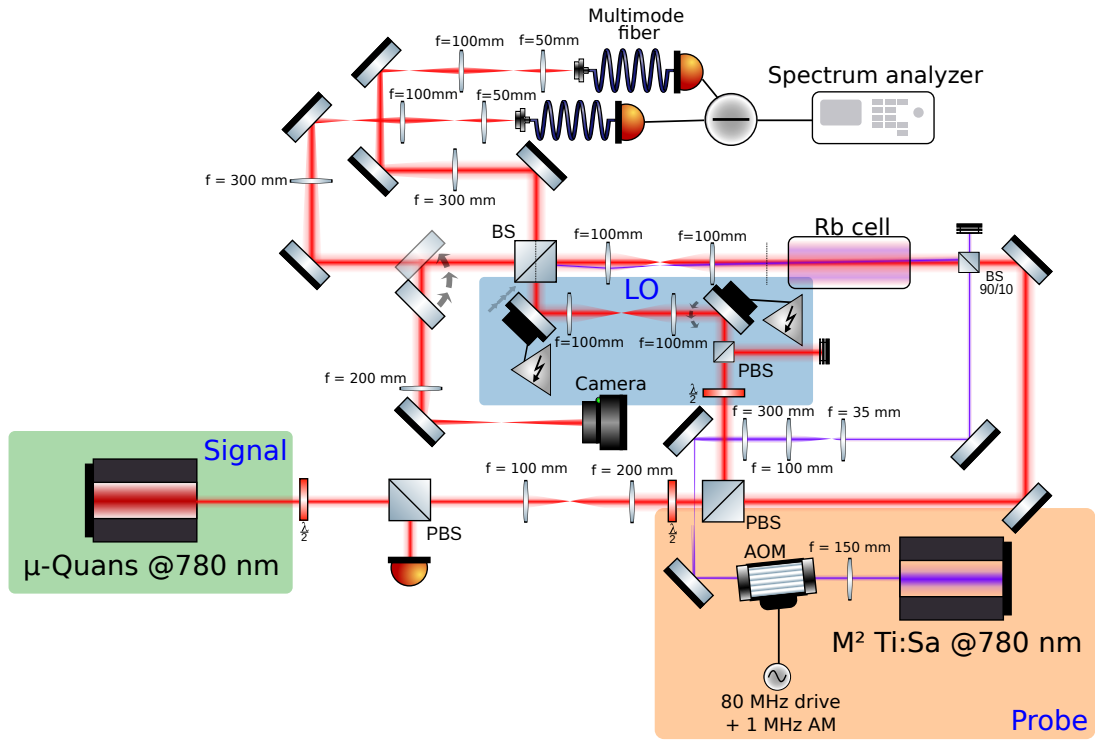 Multimode
fiber
f=100mm
f=50mm
Spectrum analyzer
f=100mm
f=50mm
f = 300 mm
f = 300 mm
BS
f=100mm
f=100mm
Rb cell
BS
90/10
LO
f=100mm
f=100mm
PBS
λ/2
f = 200 mm
Camera
f = 300 mm
f = 35 mm
f = 100 mm
Signal
f = 100 mm
f = 200 mm
λ/2
PBS
λ/2
PBS
μ-Quans @780 nm
AOM
f = 150 mm
M² Ti:Sa @780 nm
80 MHz drive
+ 1 MHz AM
Probe